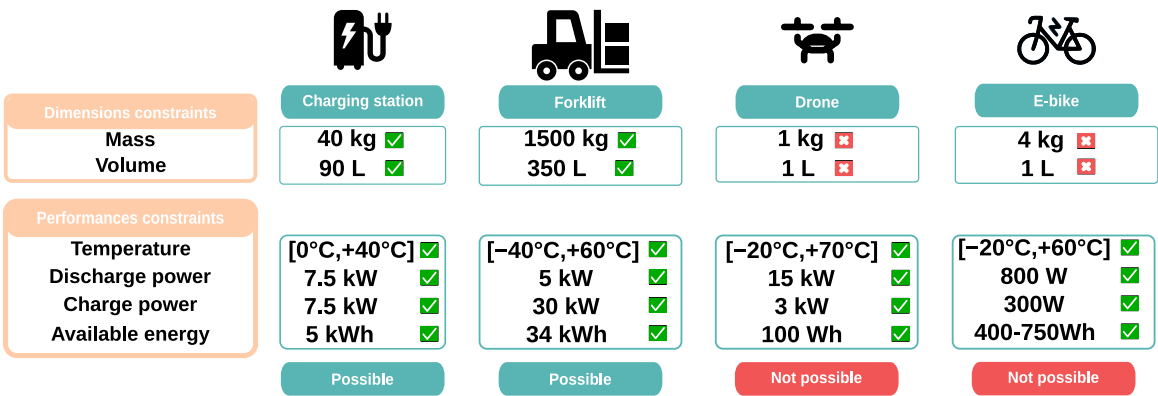 Charging station Forklift Drone E-bike
Dimensions constraints
Mass 40 kg 1500 kg 1 kg 4 kg
Volume 90 L 350 L 1 L 1 L
Performances constraints
Temperature [0°C,+40°C] [−40°C,+60°C] [−20°C,+70°C] [−20°C,+60°C]
Discharge power 7.5 kW 5 kW 15 kW 800 W
Charge power 7.5 kW 30 kW 3 kW 300W
Available energy 5 kWh 34 kWh 100 Wh 400-750Wh
Possible Possible Not possible Not possible